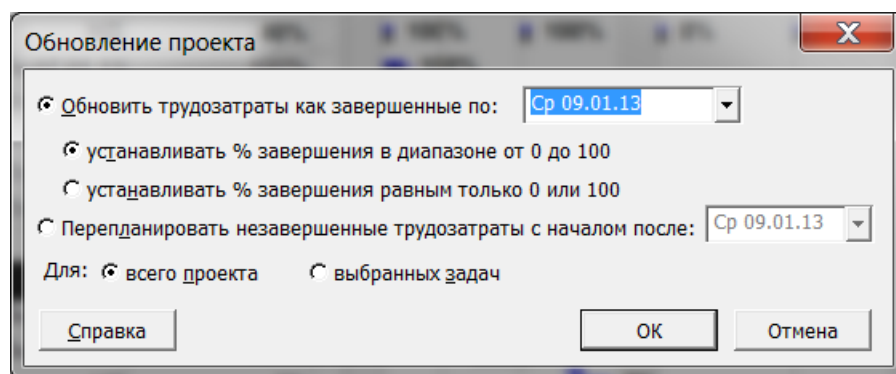 Обновление проекта
Обновить трудозатраты как завершенные по: Ср 09.01.13
устанавливать % завершения в диапазоне от 0 до 100
устанавливать % завершения равным только 0 или 100
Перепланировать незавершенные трудозатраты с началом после: Ср 09.01.13
Для: всего проекта выбранных задач
Справка ОК Отмена